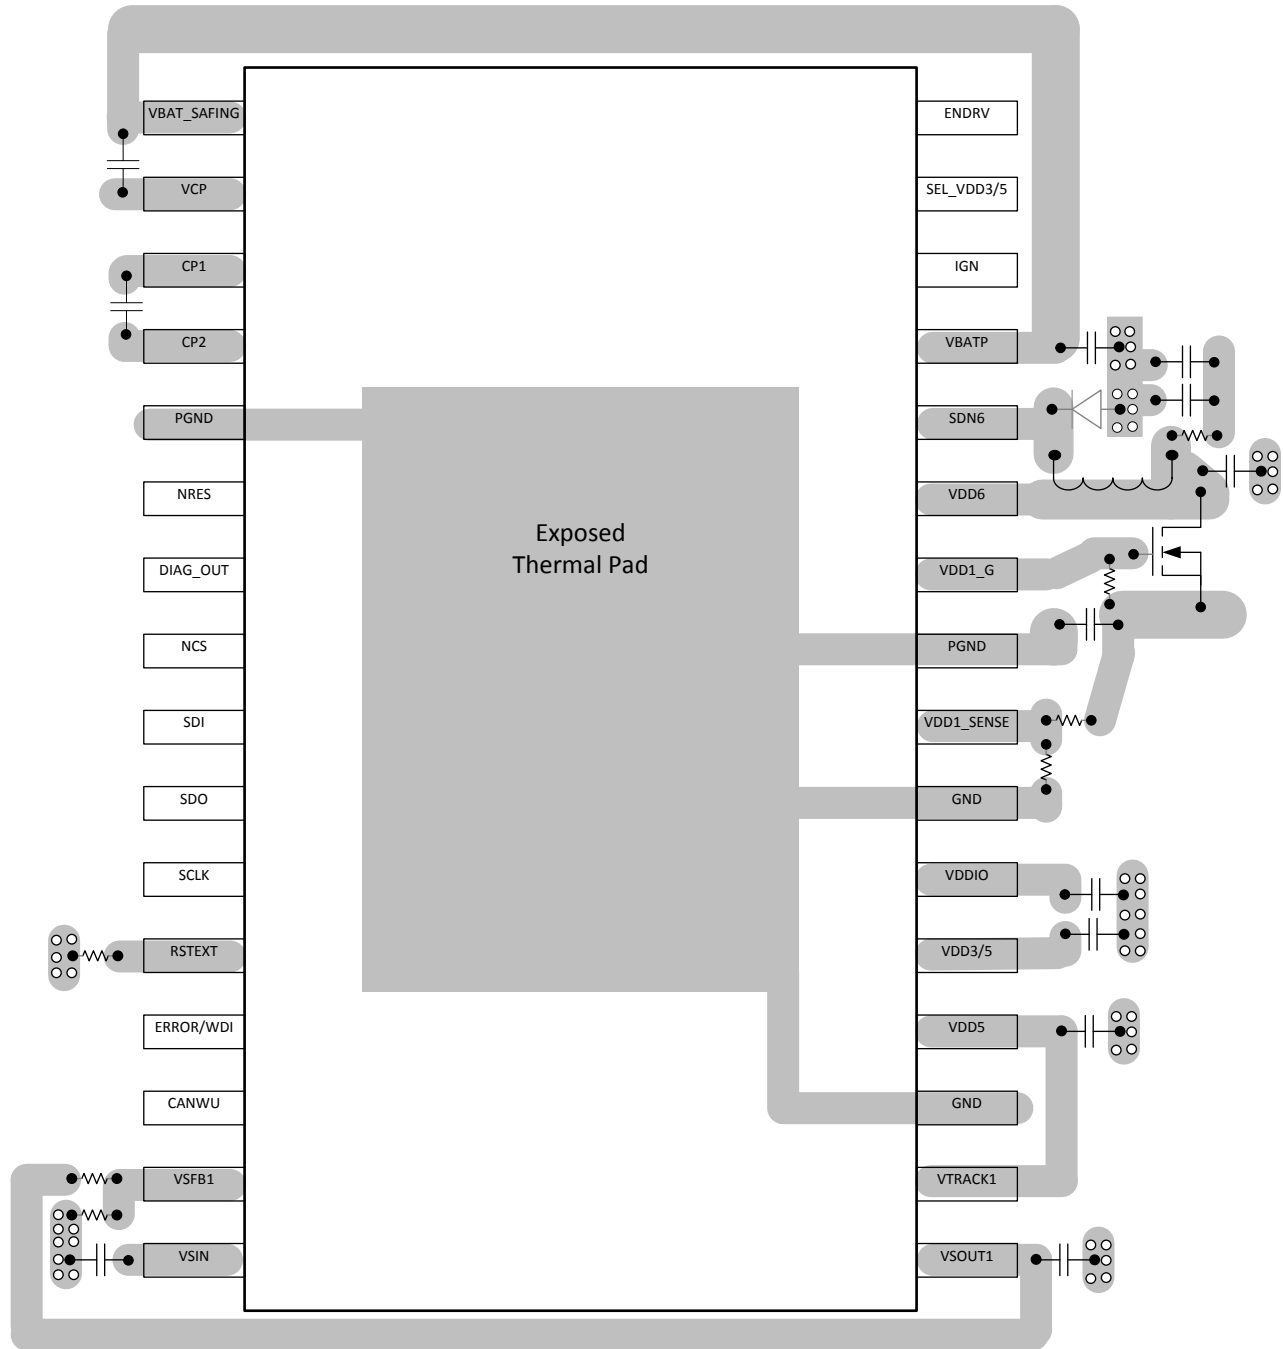 VBAT_SAFING
VCP
CP1
CP2
PGND
NRES
DIAG_OUT
NCS
SDI
SDO
SCLK
RSTEXT
ERROR/WDI
CANWU
VSFB1
VSIN
Exposed
Thermal Pad
ENDRV
SEL_VDD3/5
IGN
VBATP
SDN6
VDD6
VDD1_G
PGND
VDD1_SENSE
GND
VDDIO
VDD3/5
VDD5
GND
VTRACK1
VSOUT1